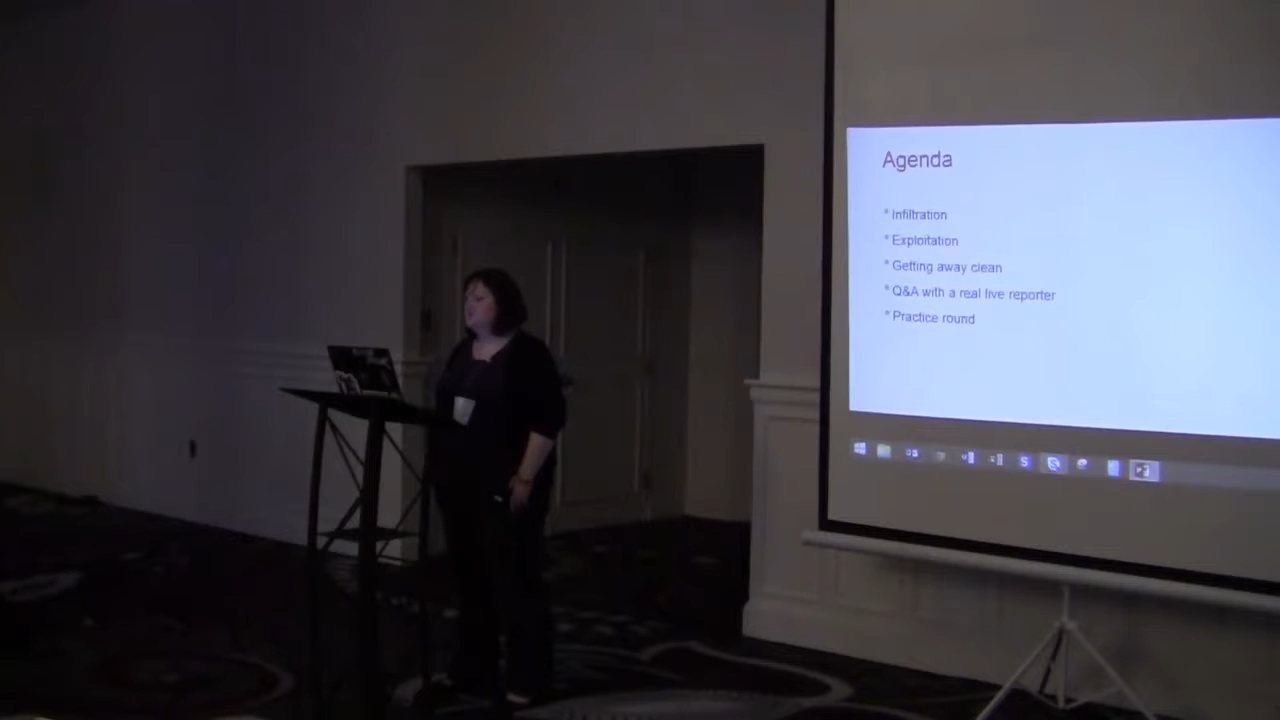 Agenda
* Infiltration
* Exploitation
* Getting away clean
* Q&A with a real live reporter
* Practice round